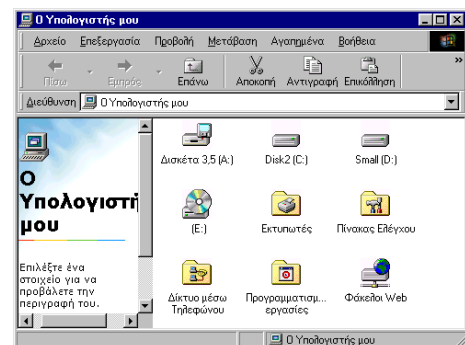 Ο Υπολογιστής μου
Αρχείο Επεξεργασία Προβολή Μετάβαση Αγαπημένα Βοήθεια
Πίσω Εμπρός Επάνω Αποκοπή Αντιγραφή Επικόλληση »
Διεύθυνση Ο Υπολογιστής μου
Ο
Υπολογιστή
μου
Επιλέξτε ένα
στοιχείο για να
προβάλετε την
περιγραφή του.
Δισκέτα 3,5 (A:) Disk2 (C:) Small (D:)
(E:) Εκτυπωτές Πίνακας Ελέγχου
Δίκτυο μέσω Προγραμματισμ... Φάκελοι Web
Τηλεφώνου εργασίες
Ο Υπολογιστής μου